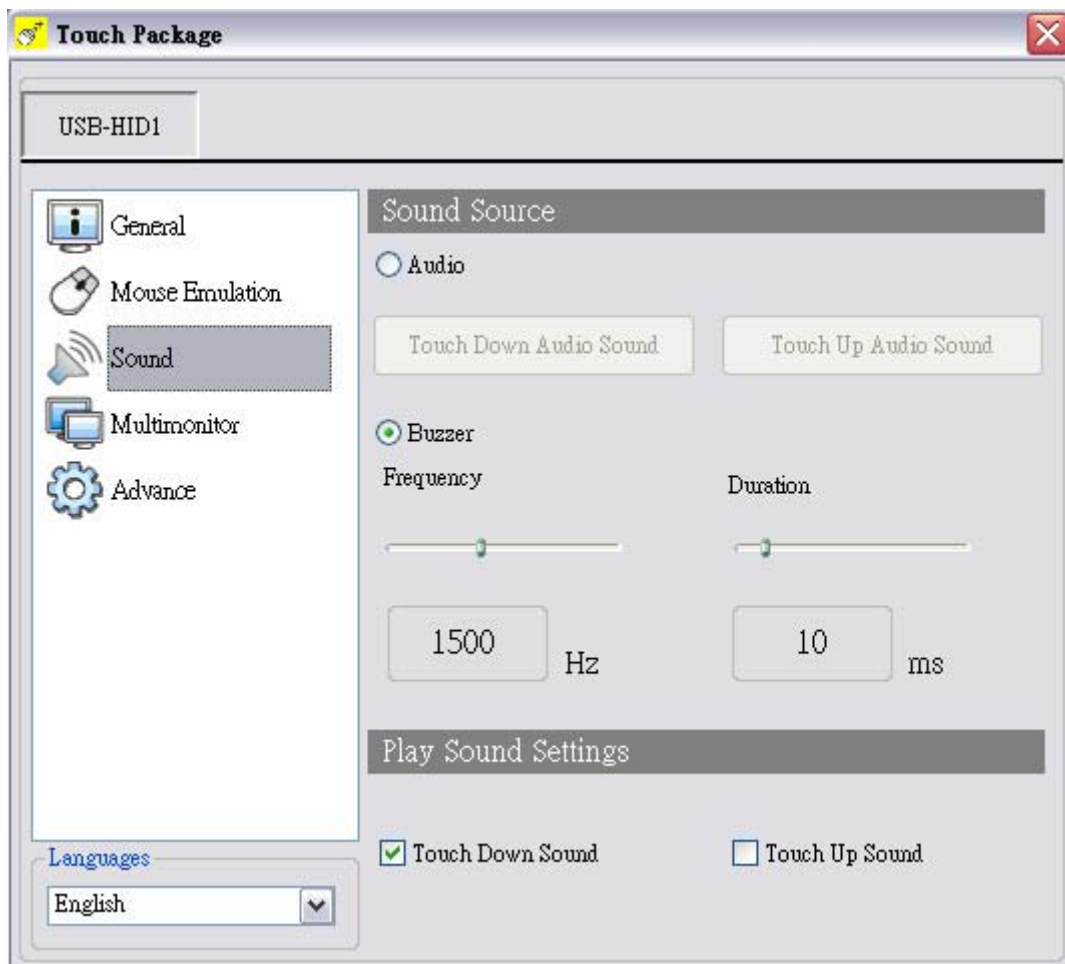 Touch Package
USB-HID1
General
Mouse Emulation
Sound
Multimonitor
Advance
Languages
English
Sound Source
Audio
Touch Down Audio Sound
Touch Up Audio Sound
Buzzer
Frequency
Duration
1500 Hz
10 ms
Play Sound Settings
Touch Down Sound
Touch Up Sound